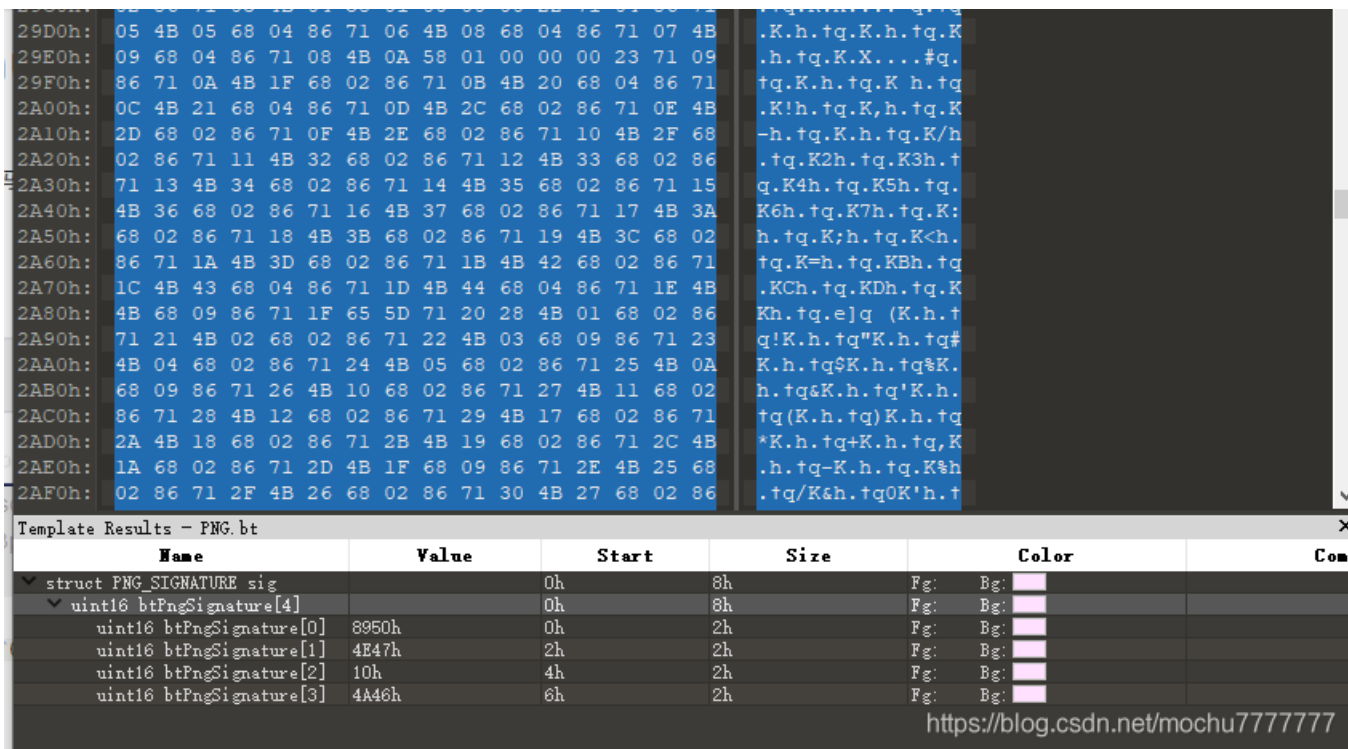 29D0h: 05 4B 05 68 04 86 71 06 4B 08 68 04 86 71 07 4B .K.h.†q.K.h.†q.K
29E0h: 09 68 04 86 71 08 4B 0A 58 01 00 00 00 23 71 09 .h.†q.K.X....#q.
29F0h: 86 71 0A 4B 1F 68 02 86 71 0B 4B 20 68 04 86 71 †q.K.h.†q.K h.†q
2A00h: 0C 4B 21 68 04 86 71 0D 4B 2C 68 02 86 71 0E 4B .K!h.†q.K,h.†q.K
2A10h: 2D 68 02 86 71 0F 4B 2E 68 02 86 71 10 4B 2F 68 -h.†q.K.h.†q.K/h
2A20h: 02 86 71 11 4B 32 68 02 86 71 12 4B 33 68 02 86 .†q.K2h.†q.K3h.†
2A30h: 71 13 4B 34 68 02 86 71 14 4B 35 68 02 86 71 15 q.K4h.†q.K5h.†q.
2A40h: 4B 36 68 02 86 71 16 4B 37 68 02 86 71 17 4B 3A K6h.†q.K7h.†q.K:
2A50h: 68 02 86 71 18 4B 3B 68 02 86 71 19 4B 3C 68 02 h.†q.K;h.†q.K<h.
2A60h: 86 71 1A 4B 3D 68 02 86 71 1B 4B 42 68 02 86 71 †q.K=h.†q.KBh.†q
2A70h: 1C 4B 43 68 04 86 71 1D 4B 44 68 04 86 71 1E 4B .KCh.†q.KDh.†q.K
2A80h: 4B 68 09 86 71 1F 65 5D 71 20 28 4B 01 68 02 86 Kh.†q.e]q (K.h.†
2A90h: 71 21 4B 02 68 02 86 71 22 4B 03 68 09 86 71 23 q!K.h.†q"K.h.†q#
2AA0h: 4B 04 68 02 86 71 24 4B 05 68 02 86 71 25 4B 0A K.h.†q$K.h.†q%K.
2AB0h: 68 09 86 71 26 4B 10 68 02 86 71 27 4B 11 68 02 h.†q&K.h.†q'K.h.
2AC0h: 86 71 28 4B 12 68 02 86 71 29 4B 17 68 02 86 71 †q(K.h.†q)K.h.†q
2AD0h: 2A 4B 18 68 02 86 71 2B 4B 19 68 02 86 71 2C 4B *K.h.†q+K.h.†q,K
2AE0h: 1A 68 02 86 71 2D 4B 1F 68 09 86 71 2E 4B 25 68 .h.†q-K.h.†q.K%h
2AF0h: 02 86 71 2F 4B 26 68 02 86 71 30 4B 27 68 02 86 .†q/K&h.†q0K'h.†
Template Results - PNG.bt
Name Value Start Size Color Com
struct PNG_SIGNATURE sig 0h 8h Fg: Bg:
uint16 btPngSignature[4] 0h 8h Fg: Bg:
uint16 btPngSignature[0] 8950h 0h 2h Fg: Bg:
uint16 btPngSignature[1] 4E47h 2h 2h Fg: Bg:
uint16 btPngSignature[2] 10h 4h 2h Fg: Bg:
uint16 btPngSignature[3] 4A46h 6h 2h Fg: Bg:
https://blog.csdn.net/mochu7777777